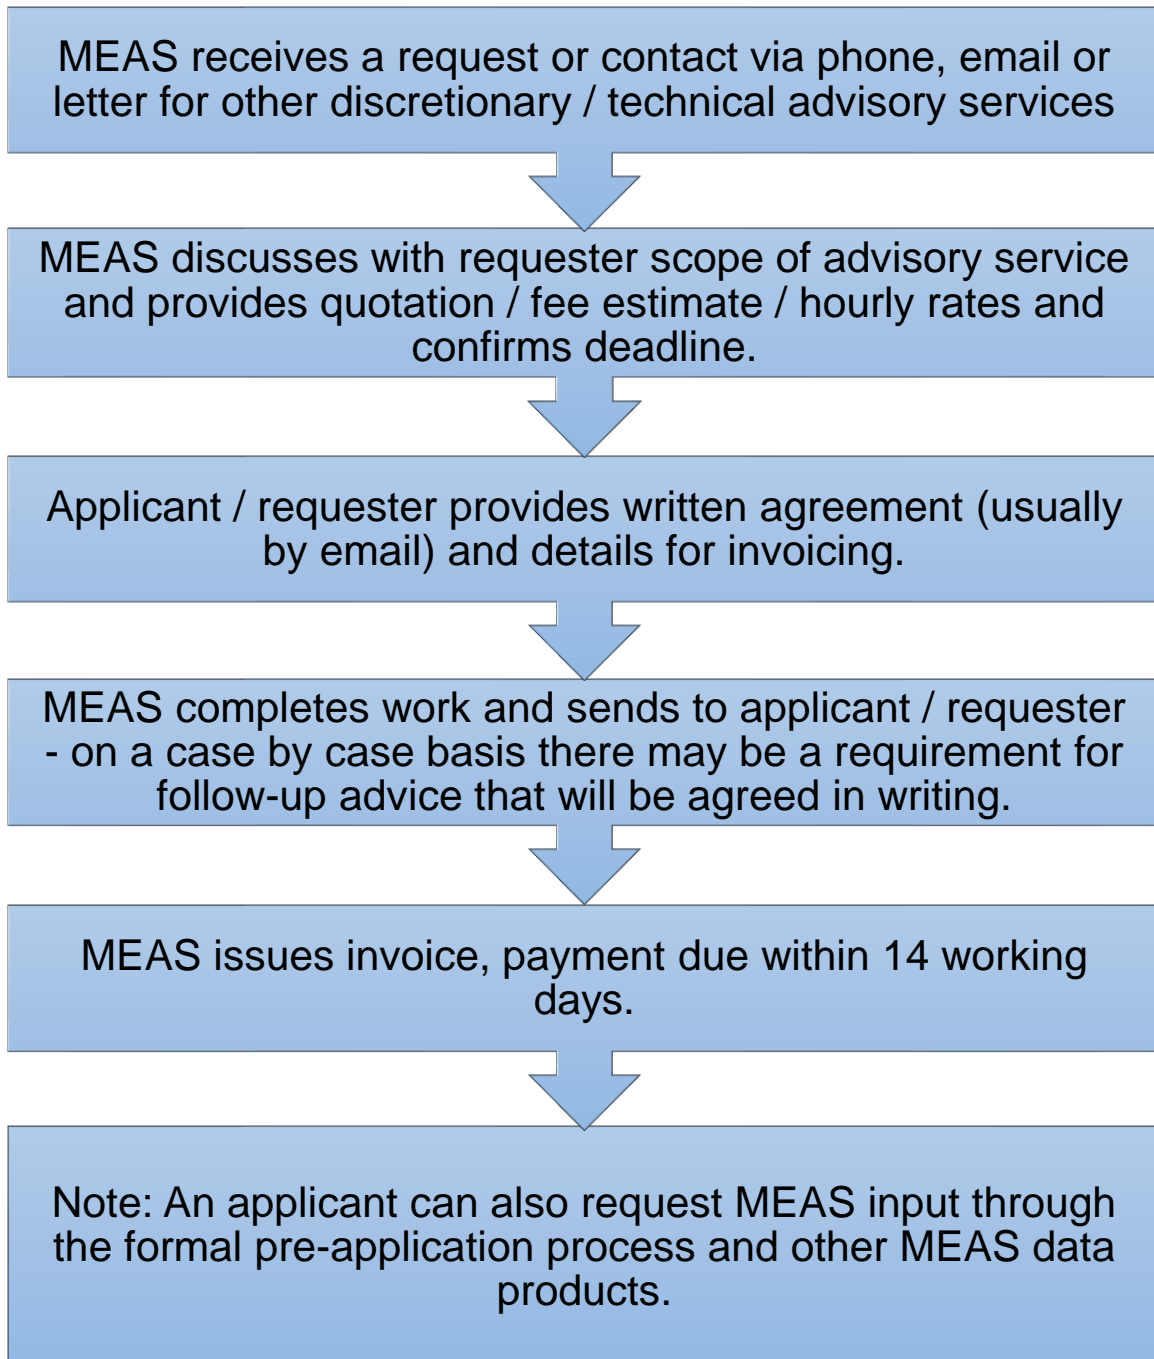 MEAS receives a request or contact via phone, email or
letter for other discretionary / technical advisory services
MEAS discusses with requester scope of advisory service
and provides quotation / fee estimate / hourly rates and
confirms deadline.
Applicant / requester provides written agreement (usually
by email) and details for invoicing.
MEAS completes work and sends to applicant / requester
- on a case by case basis there may be a requirement for
follow-up advice that will be agreed in writing.
MEAS issues invoice, payment due within 14 working
days.
Note: An applicant can also request MEAS input through
the formal pre-application process and other MEAS data
products.